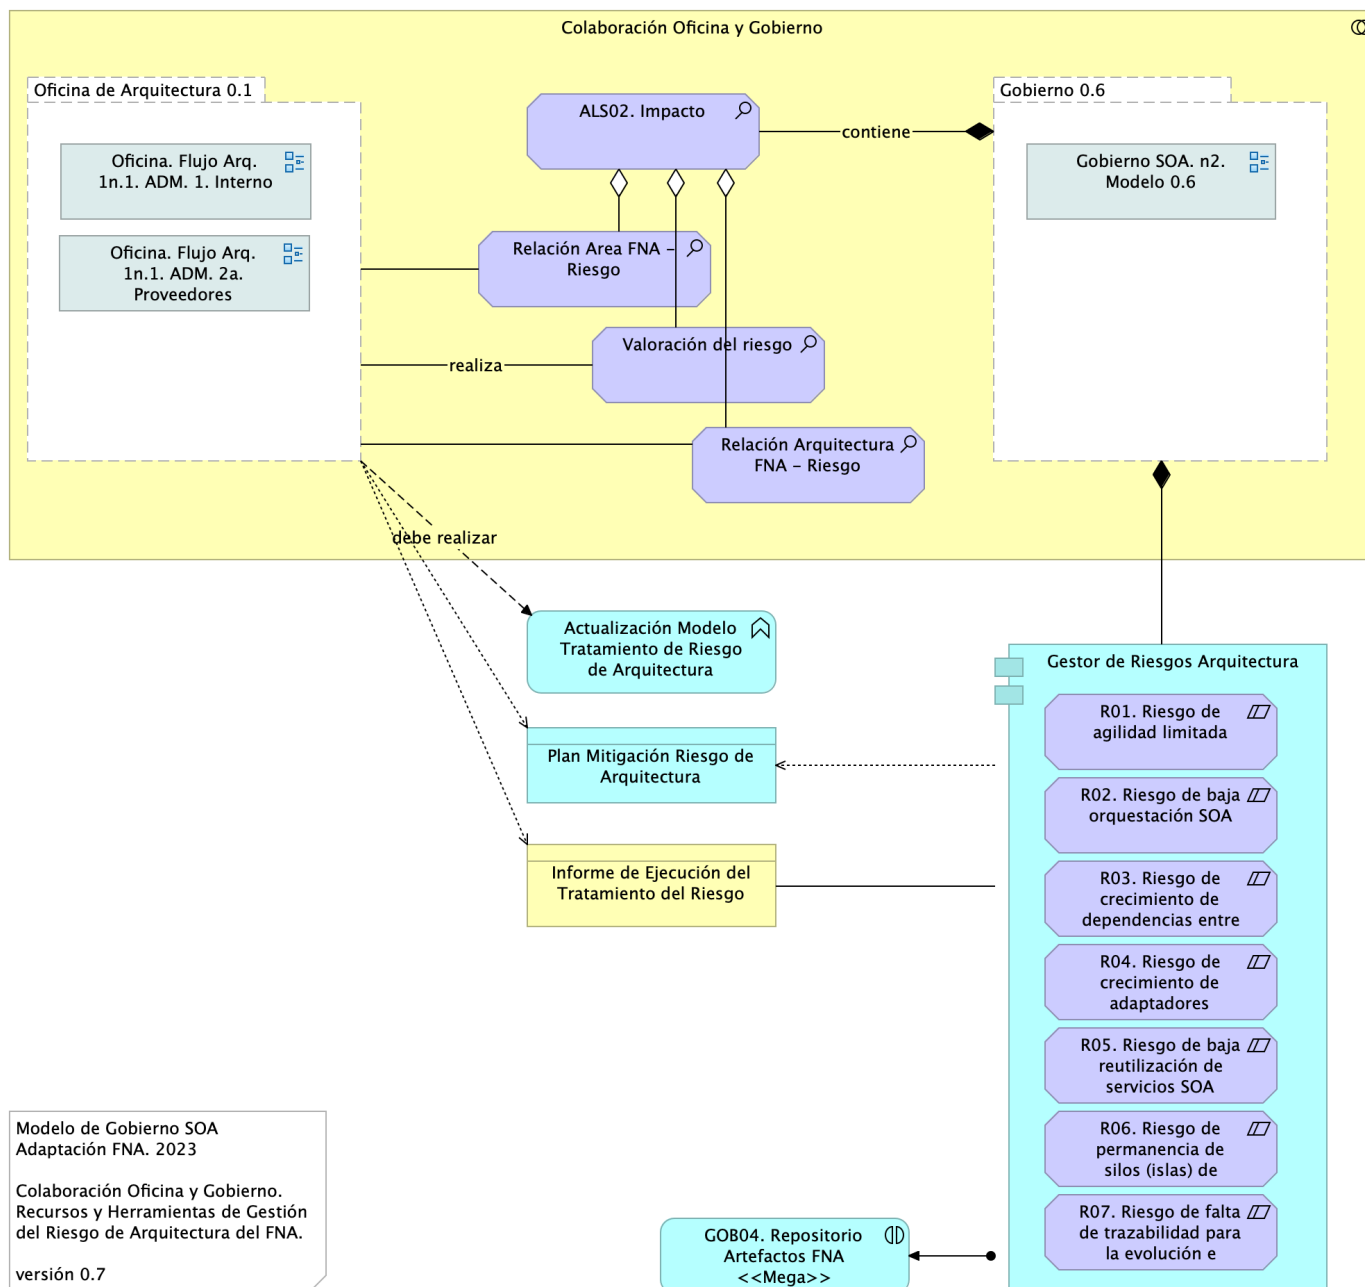 Colaboración Oficina y Gobierno
Oficina de Arquitectura 0.1
Oficina. Flujo Arq.
1n.1. ADM. 1. Interno
Oficina. Flujo Arq.
1n.1. ADM. 2a.
Proveedores
ALS02. Impacto
contiene
Gobierno 0.6
Gobierno SOA. n2.
Modelo 0.6
Relación Area FNA –
Riesgo
Valoración del riesgo
realiza
Relación Arquitectura
FNA – Riesgo
debe realizar
Actualización Modelo
Tratamiento de Riesgo
de Arquitectura
Plan Mitigación Riesgo de
Arquitectura
Informe de Ejecución del
Tratamiento del Riesgo
Gestor de Riesgos Arquitectura
R01. Riesgo de
agilidad limitada
R02. Riesgo de baja
orquestación SOA
R03. Riesgo de
crecimiento de
dependencias entre
R04. Riesgo de
crecimiento de
adaptadores
R05. Riesgo de baja
reutilización de
servicios SOA
R06. Riesgo de
permanencia de
silos (islas) de
R07. Riesgo de falta
de trazabilidad para
la evolución e
GOB04. Repositorio
Artefactos FNA
<<Mega>>
Modelo de Gobierno SOA
Adaptación FNA. 2023
Colaboración Oficina y Gobierno.
Recursos y Herramientas de Gestión
del Riesgo de Arquitectura del FNA.
versión 0.7